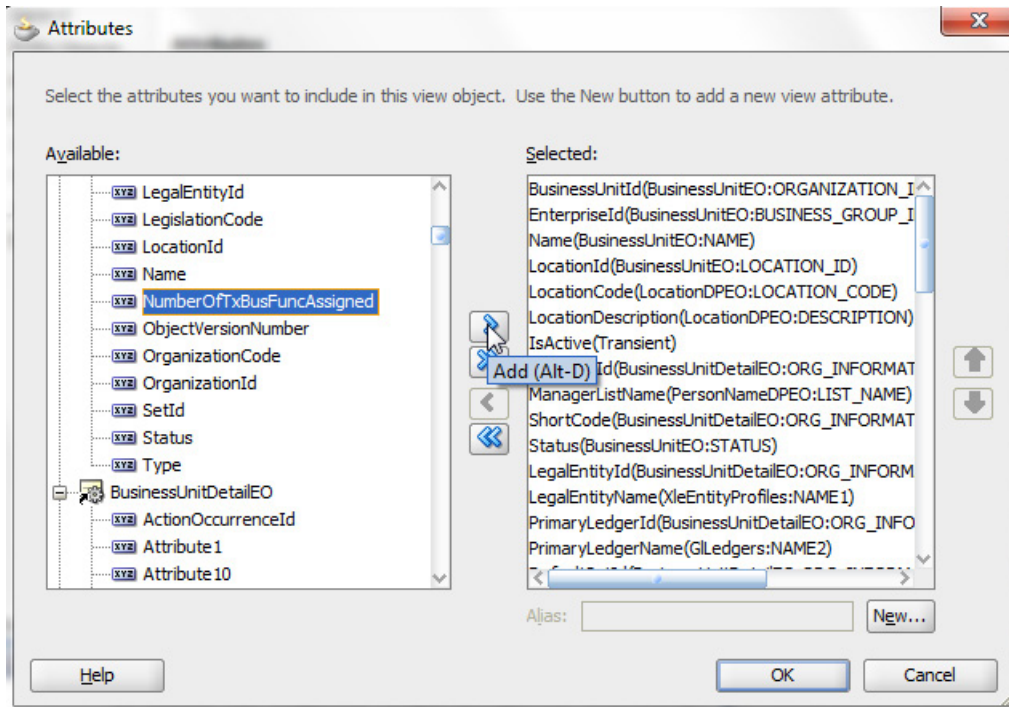 Attributes
Select the attributes you want to include in this view object. Use the New button to add a new view attribute.
Available:
LegalEntityId
LegislationCode
LocationId
Name
NumberOfTxBusFuncAssigned
ObjectVersionNumber
OrganizationCode
OrganizationId
SetId
Status
Type
BusinessUnitDetailEO
ActionOccurrenceId
Attribute1
Attribute10
Add (Alt-D)
Selected:
BusinessUnitId(BusinessUnitEO:ORGANIZATION_I
EnterpriseId(BusinessUnitEO:BUSINESS_GROUP_I
Name(BusinessUnitEO:NAME)
LocationId(BusinessUnitEO:LOCATION_ID)
LocationCode(LocationDPEO:LOCATION_CODE)
LocationDescription(LocationDPEO:DESCRIPTION)
IsActive(Transient)
Id(BusinessUnitDetailEO:ORG_INFORMAT
ManagerListName(PersonNameDPEO:LIST_NAME)
ShortCode(BusinessUnitDetailEO:ORG_INFORMAT
Status(BusinessUnitEO:STATUS)
LegalEntityId(BusinessUnitDetailEO:ORG_INFORM
LegalEntityName(XleEntityProfiles:NAME1)
PrimaryLedgerId(BusinessUnitDetailEO:ORG_INFO
PrimaryLedgerName(GlLedgers:NAME2)
Alias:
New...
Help
OK
Cancel